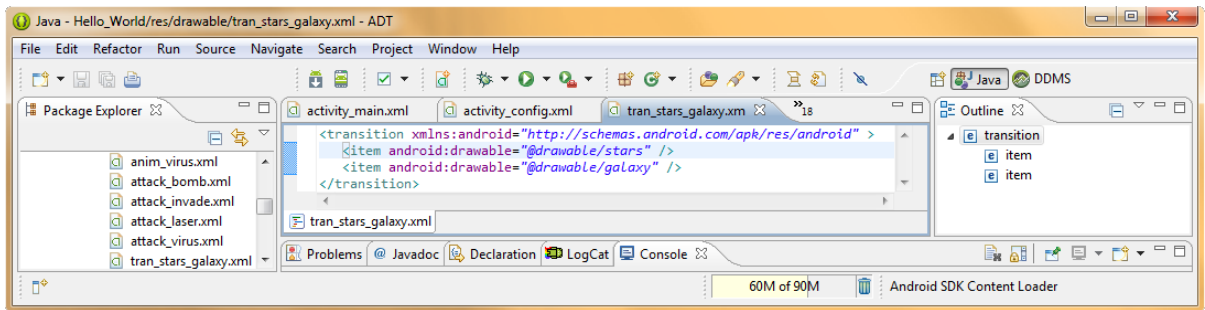 Java - Hello_World/res/drawable/tran_stars_galaxy.xml - ADT
File Edit Refactor Run Source Navigate Search Project Window Help
Java DDMS
Package Explorer
anim_virus.xml
attack_bomb.xml
attack_invade.xml
attack_laser.xml
attack_virus.xml
tran_stars_galaxy.xml
activity_main.xml activity_config.xml tran_stars_galaxy.xm »18
<transition xmlns:android="http://schemas.android.com/apk/res/android" >
<item android:drawable="@drawable/stars" />
<item android:drawable="@drawable/galaxy" />
</transition>
tran_stars_galaxy.xml
Outline
transition
item
item
Problems @ Javadoc Declaration LogCat Console
60M of 90M Android SDK Content Loader